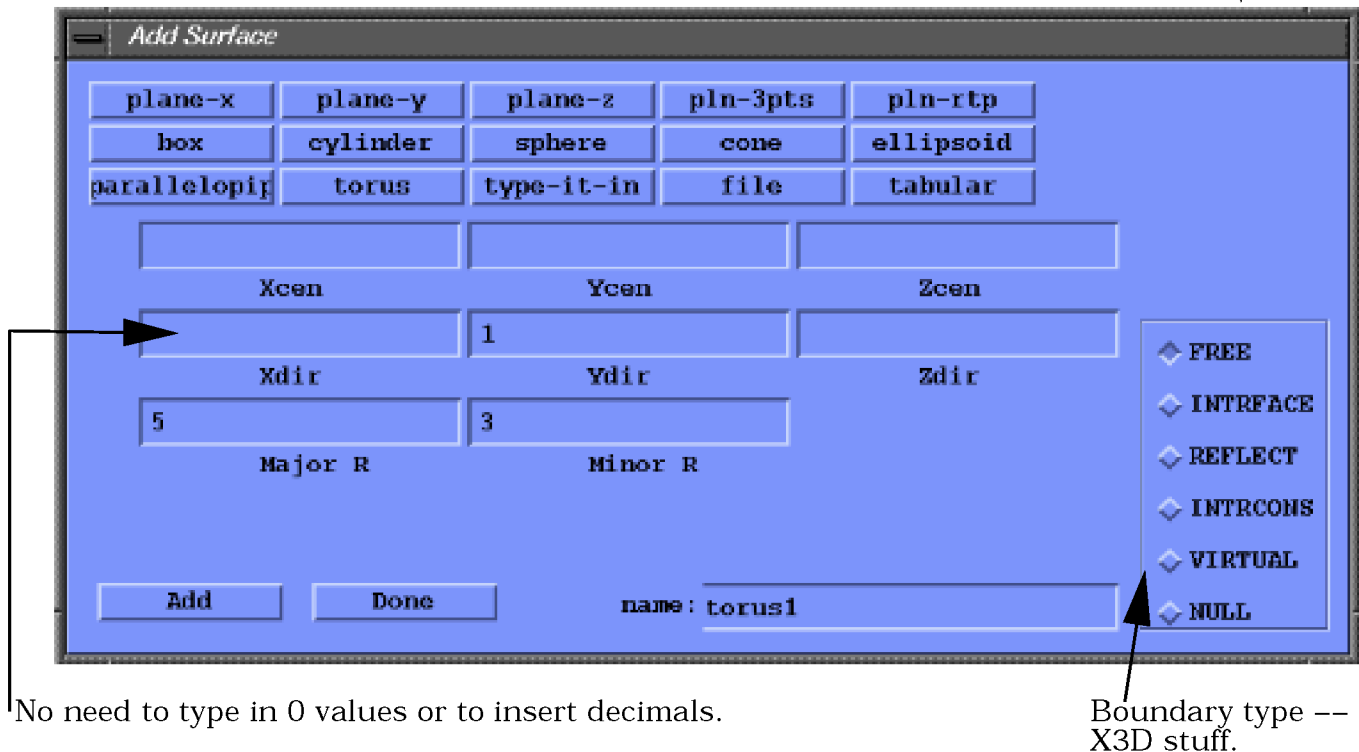 Add Surface
plane-x plane-y plane-z pln-3pts pln-rtp
box cylinder sphere cone ellipsoid
parallelopip torus type-it-in file tabular
Xcen Ycen Zcen
1
Xdir Ydir Zdir
5 3
Major R Minor R
FREE
INTRFACE
REFLECT
INTRCONS
VIRTUAL
NULL
Add Done name: torus1
No need to type in 0 values or to insert decimals.
Boundary type --
X3D stuff.